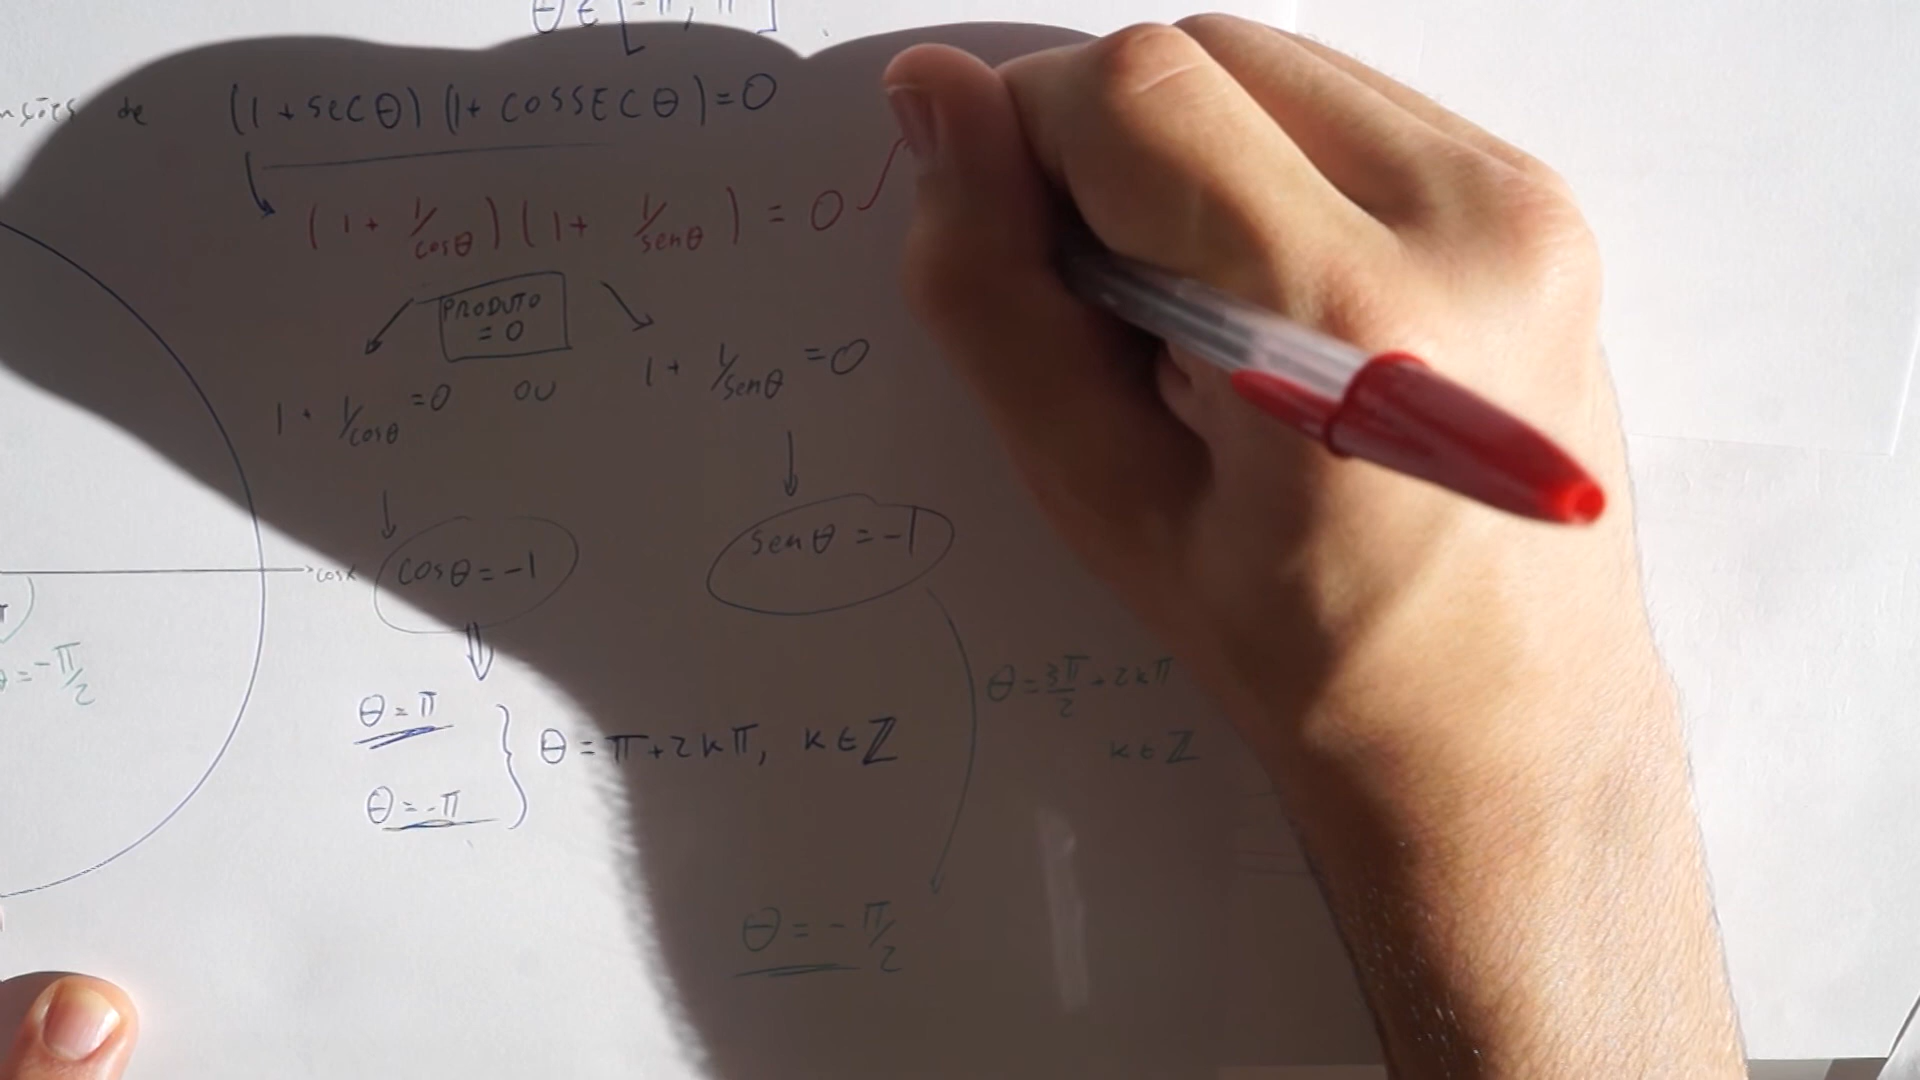 θ ∈ [-π, π]
de (1 + sec θ) (1 + COSSEC θ) = 0
(1 + 1/cos θ) (1 + 1/sen θ) = 0
PRODUTO
= 0
1 + 1/cos θ = 0 OU 1 + 1/sen θ = 0
cos θ = -1 sen θ = -1
θ = -π/2
θ = π
θ = 3π/2 + 2kπ
k ∈ ℤ
θ = π + 2kπ, k ∈ ℤ
θ = -π
θ = -π/2